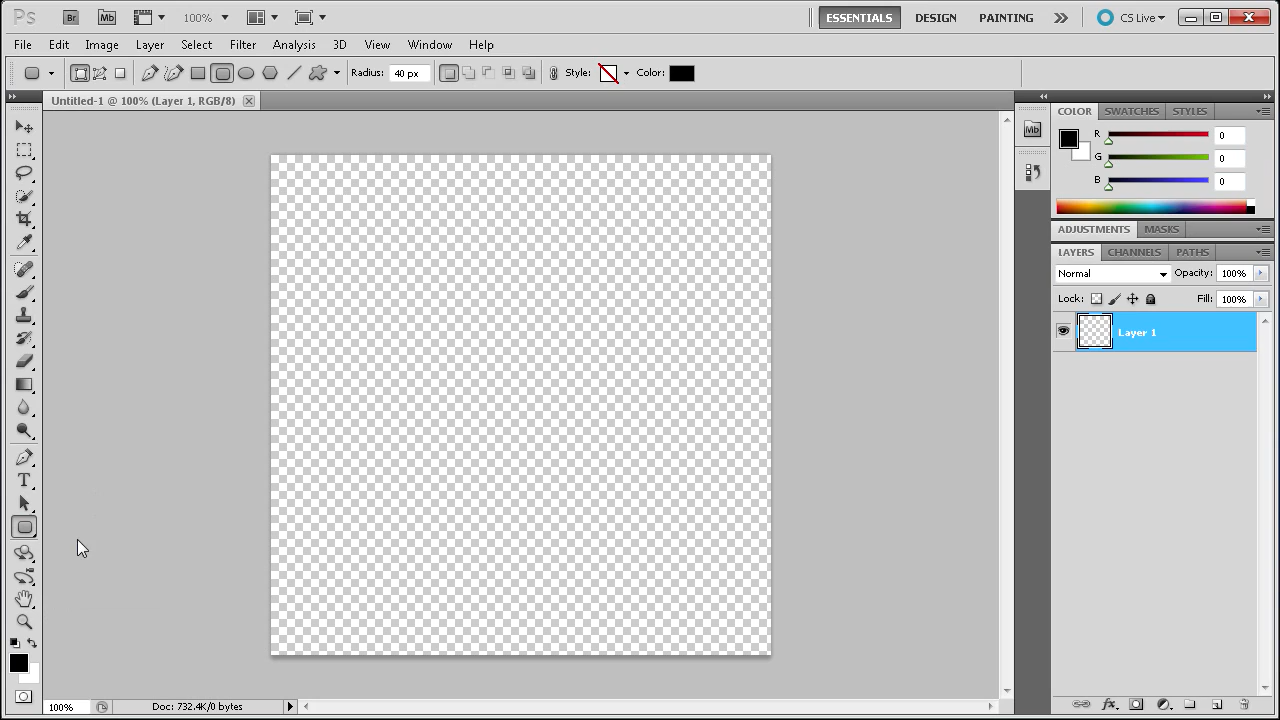 Ps Br Mb 100% ESSENTIALS DESIGN PAINTING CS Live
File Edit Image Layer Select Filter Analysis 3D View Window Help
Radius: 40 px Style: Color:
Untitled-1 @ 100% (Layer 1, RGB/8)
COLOR SWATCHES STYLES
Mb
R 0
G 0
B 0
ADJUSTMENTS MASKS
LAYERS CHANNELS PATHS
Normal Opacity: 100%
Lock: Fill: 100%
Layer 1
T
100% Doc: 732.4K/0 bytes
fx